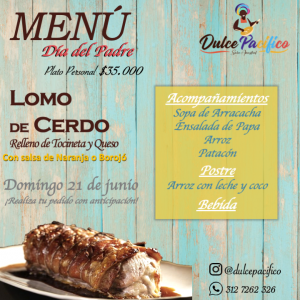 MENÚ
Día del Padre
Plato Personal $35.000
Dulce Pacífico
LOMO
DE CERDO
Relleno de Tocineta y Queso
Con salsa de Naranja o Borojó
Domingo 21 de junio
¡Realiza tu pedido con anticipación!
Acompañamientos
Sopa de Arracacha
Ensalada de Papa
Arroz
Patacón
Postre
Arroz con leche y coco
Bebida
@dulcepacifico
312 7262 326